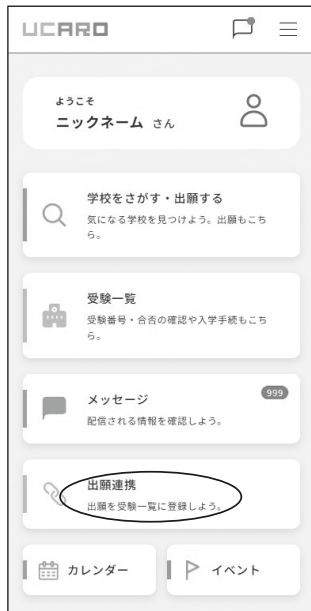 UCARO
ようこそ
ニックネーム さん
学校をさがす・出願する
気になる学校を見つけよう。出願もこち
ら。
受験一覧
受験番号・合否の確認や入学手続もこち
ら。
メッセージ
999
配信される情報を確認しよう。
出願連携
出願を受験一覧に登録しよう。
カレンダー
イベント